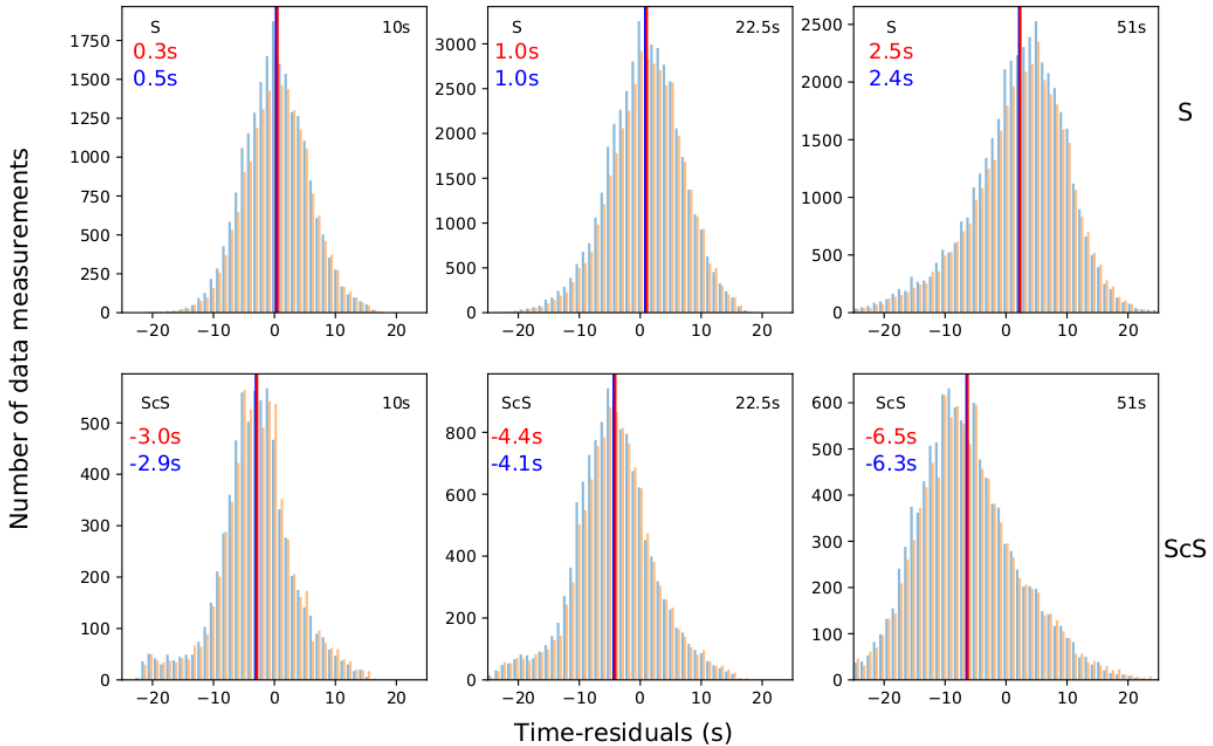 S 10s
0.3s
0.5s
1750
1500
1250
1000
750
500
250
0
−20 −10 0 10 20
S 22.5s
1.0s
1.0s
3000
2500
2000
1500
1000
500
0
−20 −10 0 10 20
S 51s
2.5s
2.4s
2500
2000
1500
1000
500
0
−20 −10 0 10 20
S
Number of data measurements
ScS 10s
-3.0s
-2.9s
500
400
300
200
100
0
−20 −10 0 10 20
ScS 22.5s
-4.4s
-4.1s
800
600
400
200
0
−20 −10 0 10 20
ScS 51s
-6.5s
-6.3s
600
500
400
300
200
100
0
−20 −10 0 10 20
ScS
Time-residuals (s)